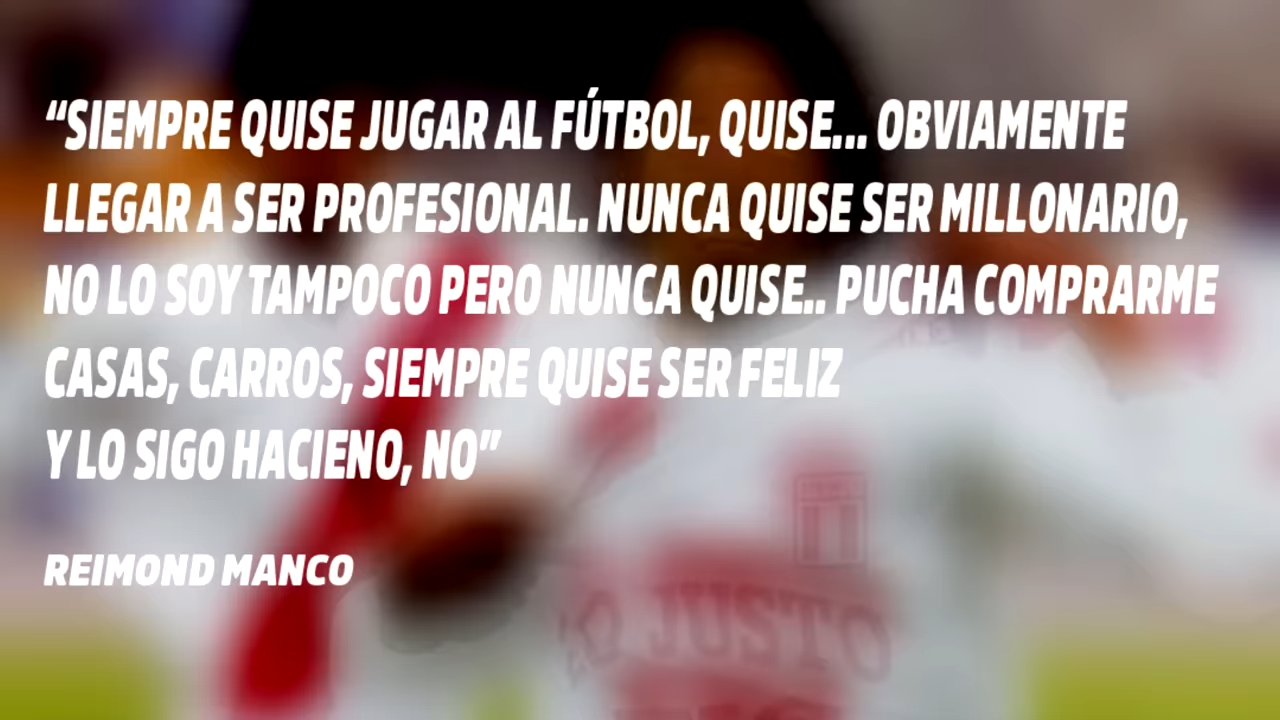 “SIEMPRE QUISE JUGAR AL FÚTBOL, QUISE... OBVIAMENTE
LLEGAR A SER PROFESIONAL. NUNCA QUISE SER MILLONARIO,
NO LO SOY TAMPOCO PERO NUNCA QUISE.. PUCHA COMPRARME
CASAS, CARROS, SIEMPRE QUISE SER FELIZ
Y LO SIGO HACIENO, NO”
REIMOND MANCO
JUSTO